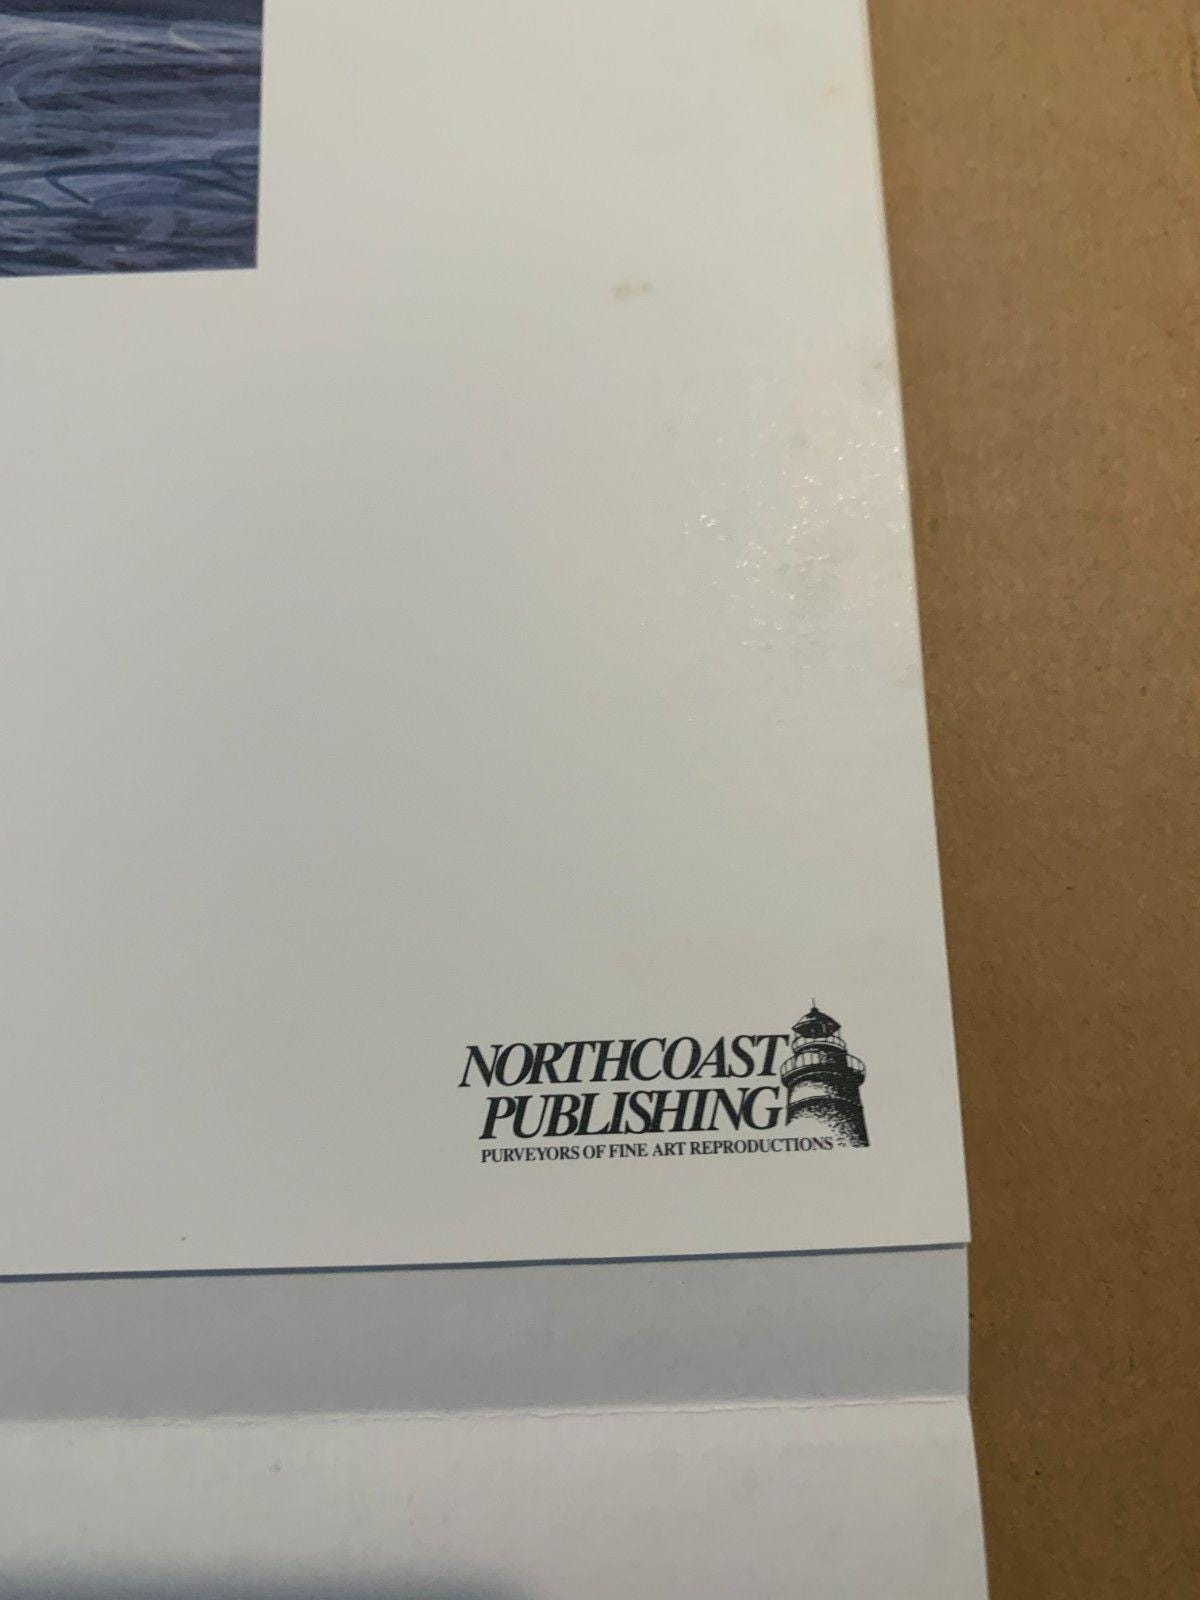 NORTHCOAST
PUBLISHING
PURVEYORS OF FINE ART REPRODUCTIONS